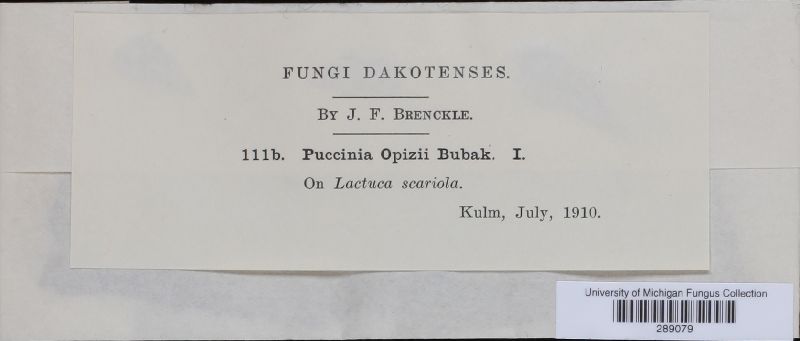 FUNGI DAKOTENSES.
BY J. F. BRENCKLE.
111b. Puccinia Opizii Bubak. I.
On Lactuca scariola.
Kulm, July, 1910.
University of Michigan Fungus Collection
289079